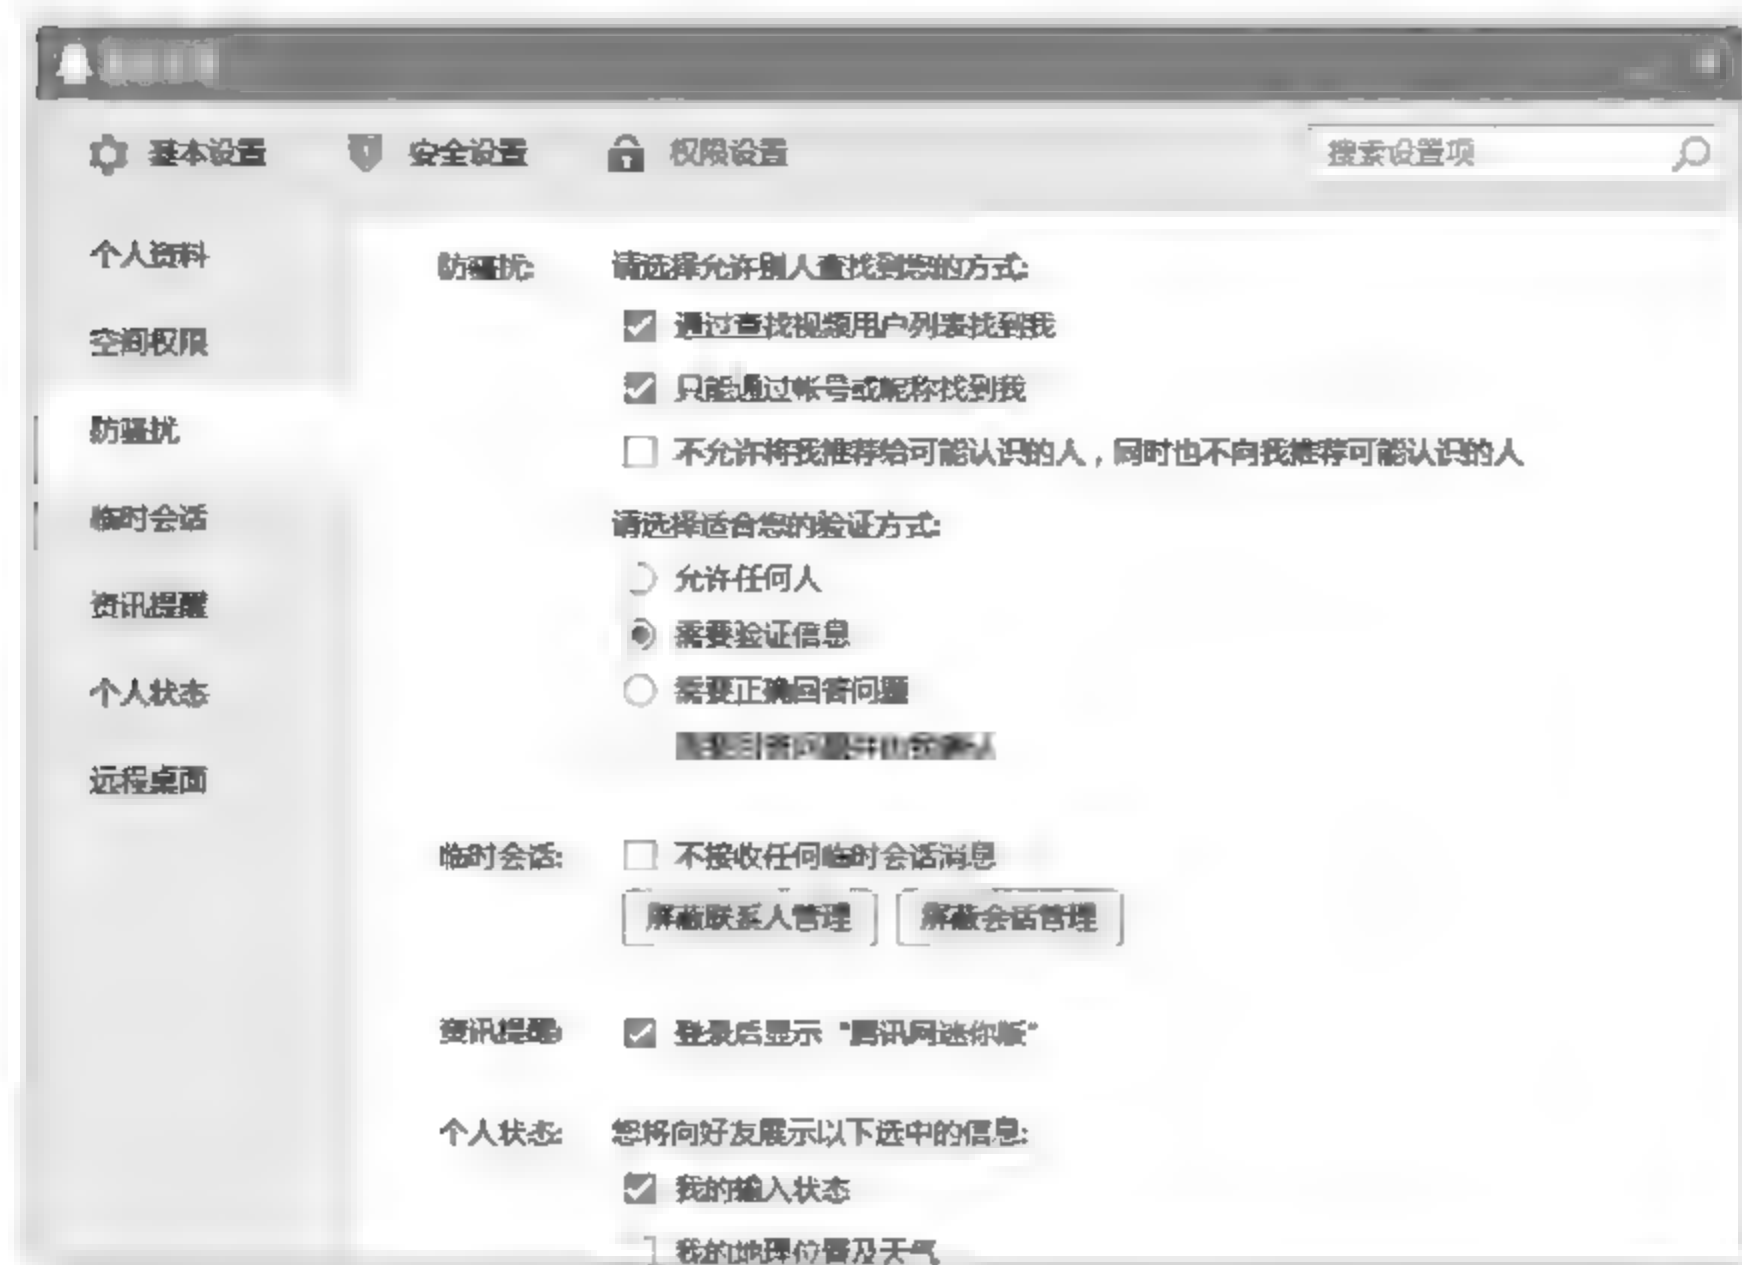 基本设置 安全设置 权限设置 搜索设置项
个人资料
空间权限
防骚扰
临时会话
资讯提醒
个人状态
远程桌面
防骚扰: 请选择允许别人查找到您的方式:
通过查找视频用户列表找到我
只能通过帐号或昵称找到我
不允许将我推荐给可能认识的人，同时也不向我推荐可能认识的人
请选择适合您的验证方式:
允许任何人
需要验证信息
需要正确回答问题
需要回答问题并由我确认
临时会话: 不接收任何临时会话消息
屏蔽联系人管理 屏蔽会话管理
资讯提醒: 登录后显示“腾讯网迷你版”
个人状态: 您将向好友展示以下选中的信息:
我的输入状态
我的地理位置及天气